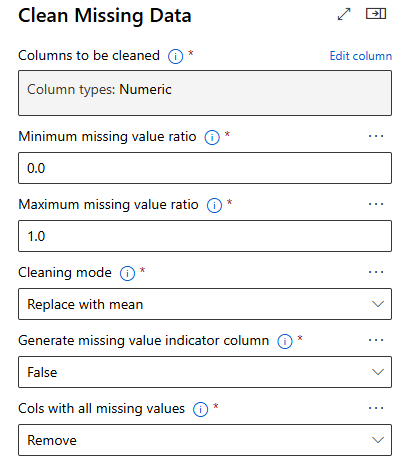 Clean Missing Data
Columns to be cleaned * Edit column
Column types: Numeric
Minimum missing value ratio *
0.0
Maximum missing value ratio *
1.0
Cleaning mode *
Replace with mean
Generate missing value indicator column *
False
Cols with all missing values *
Remove